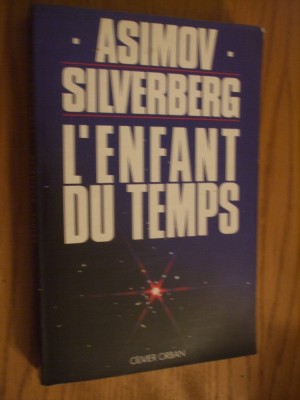 · ASIMOV ·
SILVERBERG
L'ENFANT
DU TEMPS
OLIVIER ORBAN